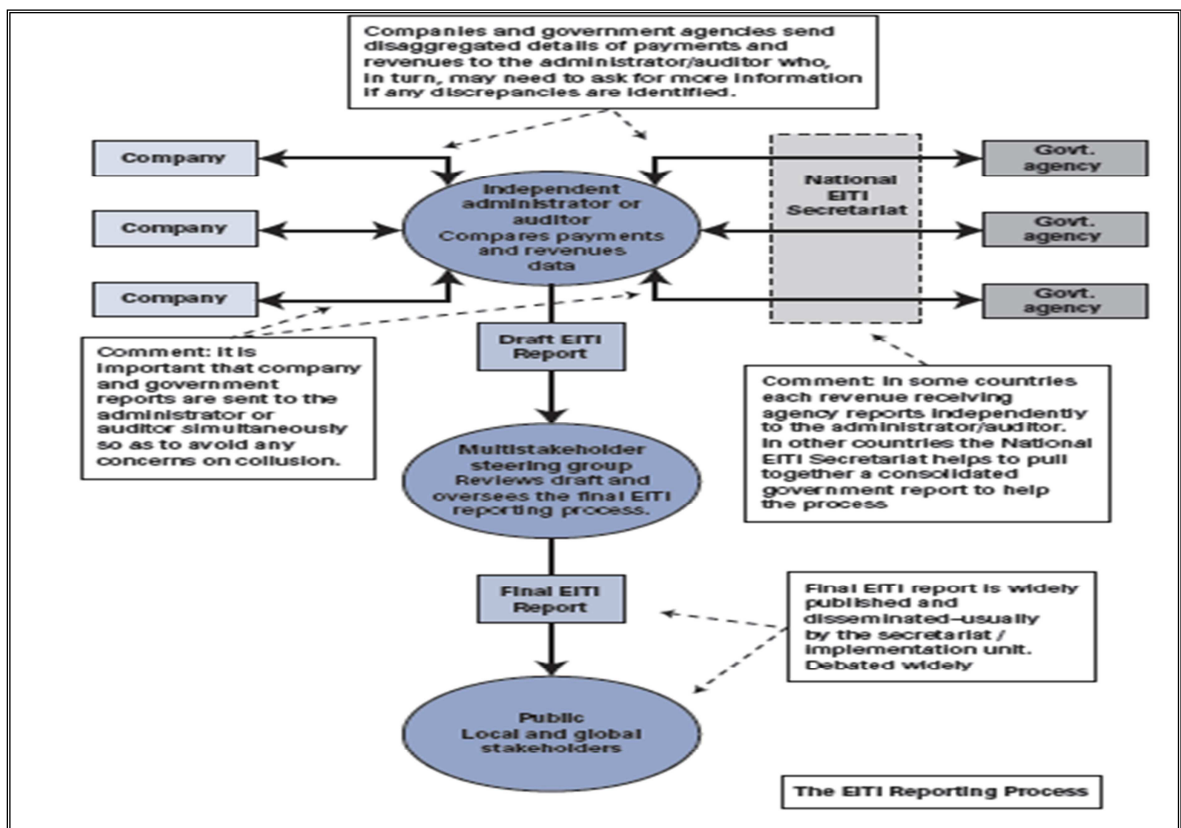 Companies and government agencies send
disaggregated details of payments and
revenues to the administrator/auditor who,
in turn, may need to ask for more information
if any discrepancies are identified.
Company
Company
Company
Independent
administrator or
auditor
Compares payments
and revenues
data
National
EITI
Secretariat
Govt.
agency
Govt.
agency
Govt.
agency
Draft EITI
Report
Comment: It is
important that company
and government
reports are sent to the
administrator or
auditor simultaneously
so as to avoid any
concerns on collusion.
Comment: In some countries
each revenue receiving
agency reports independently
to the administrator/auditor.
In other countries the National
EITI Secretariat helps to pull
together a consolidated
government report to help
the process
Multistakeholder
steering group
Reviews draft and
oversees the final EITI
reporting process.
Final EITI
Report
Final EITI report is widely
published and
disseminated–usually
by the secretariat /
implementation unit.
Debated widely
Public
Local and global
stakeholders
The EITI Reporting Process